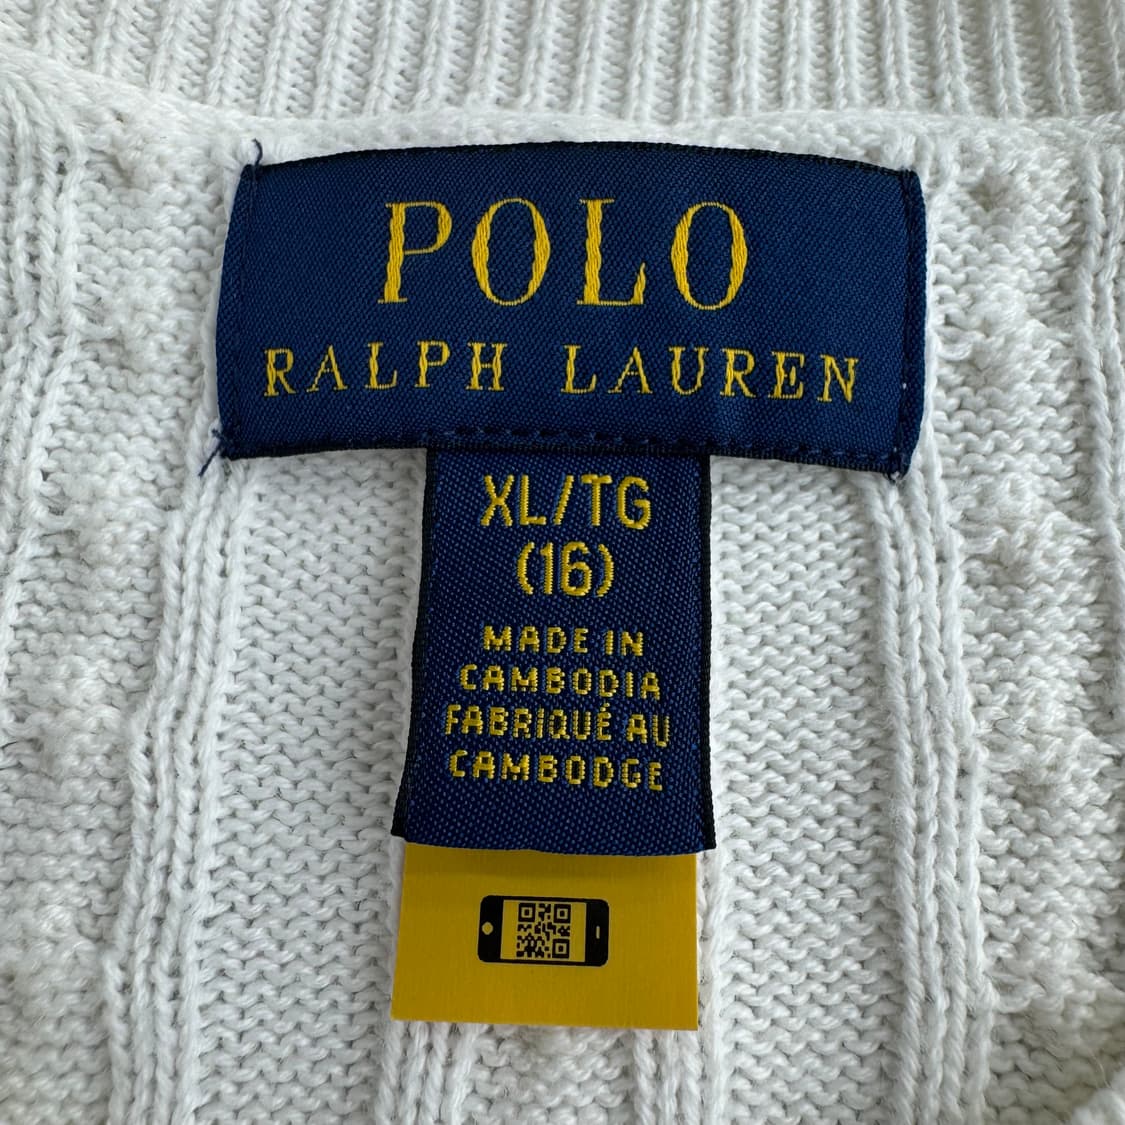 POLO
RALPH LAUREN
XL/TG
(16)
MADE IN
CAMBODIA
FABRIQUÉ AU
CAMBODGE